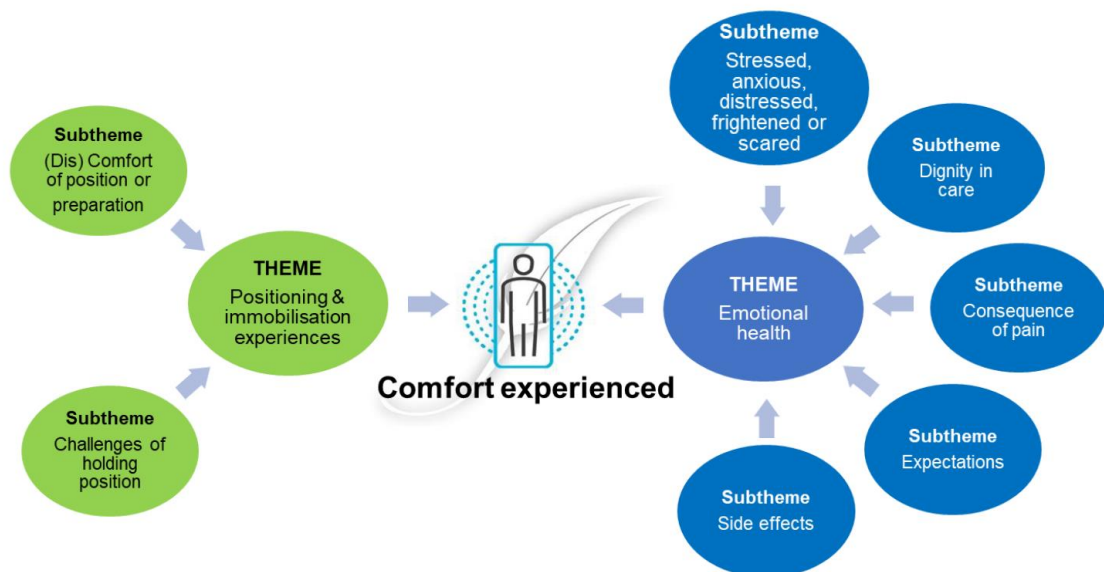 Subtheme
(Dis) Comfort
of position or
preparation
THEME
Positioning &
immobilisation
experiences
Subtheme
Challenges of
holding
position
Comfort experienced
Subtheme
Stressed,
anxious,
distressed,
frightened or
scared
Subtheme
Dignity in
care
THEME
Emotional
health
Subtheme
Consequence
of pain
Subtheme
Expectations
Subtheme
Side effects